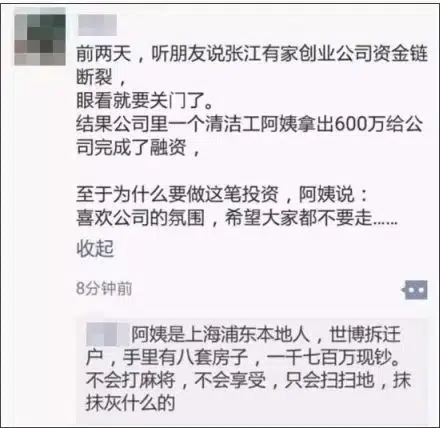 前两天，听朋友说张江有家创业公司资金链
断裂，
眼看就要关门了。
结果公司里一个清洁工阿姨拿出600万给公
司完成了融资，
至于为什么要做这笔投资，阿姨说：
喜欢公司的氛围，希望大家都不要走……
收起
8分钟前
阿姨是上海浦东本地人，世博拆迁
户，手里有八套房子，一千七百万现钞。
不会打麻将，不会享受，只会扫扫地，抹
抹灰什么的